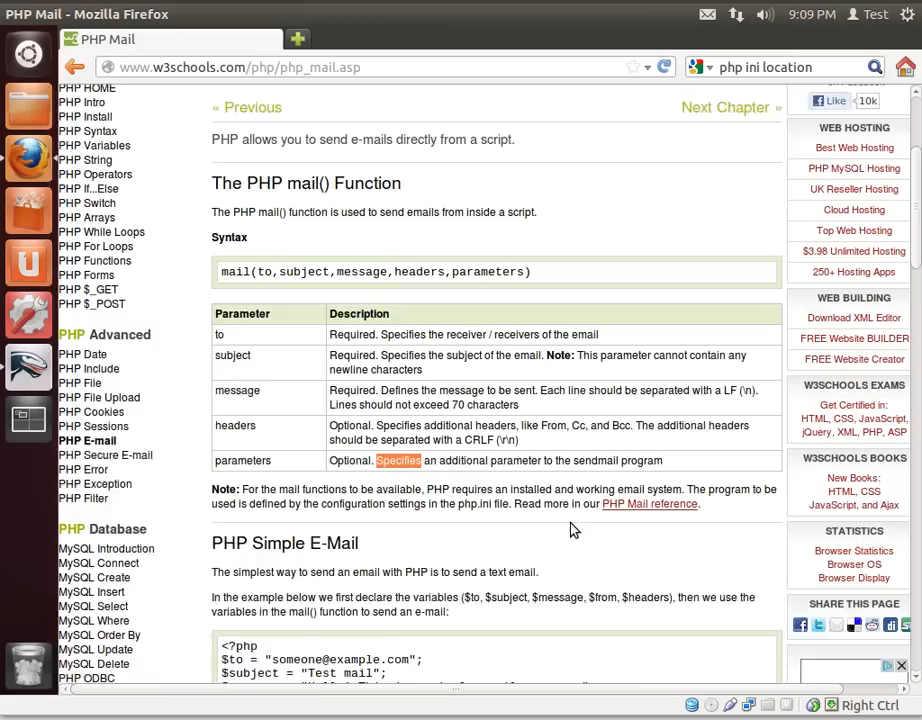 PHP Mail - Mozilla Firefox
9:09 PM
Test
PHP Mail
www.w3schools.com/php/php_mail.asp
php ini location
PHP HOME
PHP Intro
PHP Install
PHP Syntax
PHP Variables
PHP String
PHP Operators
PHP If...Else
PHP Switch
PHP Arrays
PHP While Loops
PHP For Loops
PHP Functions
PHP Forms
PHP $_GET
PHP $_POST
PHP Advanced
PHP Date
PHP Include
PHP File
PHP File Upload
PHP Cookies
PHP Sessions
PHP E-mail
PHP Secure E-mail
PHP Error
PHP Exception
PHP Filter
PHP Database
MySQL Introduction
MySQL Connect
MySQL Create
MySQL Insert
MySQL Select
MySQL Where
MySQL Order By
MySQL Update
MySQL Delete
PHP ODBC
« Previous
Next Chapter »
PHP allows you to send e-mails directly from a script.
The PHP mail() Function
The PHP mail() function is used to send emails from inside a script.
Syntax
mail(to,subject,message,headers,parameters)
Parameter Description
to Required. Specifies the receiver / receivers of the email
subject Required. Specifies the subject of the email. Note: This parameter cannot contain any
newline characters
message Required. Defines the message to be sent. Each line should be separated with a LF (\n).
Lines should not exceed 70 characters
headers Optional. Specifies additional headers, like From, Cc, and Bcc. The additional headers
should be separated with a CRLF (\r\n)
parameters Optional. Specifies an additional parameter to the sendmail program
Note: For the mail functions to be available, PHP requires an installed and working email system. The program to be
used is defined by the configuration settings in the php.ini file. Read more in our PHP Mail reference.
PHP Simple E-Mail
The simplest way to send an email with PHP is to send a text email.
In the example below we first declare the variables ($to, $subject, $message, $from, $headers), then we use the
variables in the mail() function to send an e-mail:
<?php
$to = "someone@example.com";
$subject = "Test mail";
Like 10k
WEB HOSTING
Best Web Hosting
PHP MySQL Hosting
UK Reseller Hosting
Cloud Hosting
Top Web Hosting
$3.98 Unlimited Hosting
250+ Hosting Apps
WEB BUILDING
Download XML Editor
FREE Website BUILDER
FREE Website Creator
W3SCHOOLS EXAMS
Get Certified in:
HTML, CSS, JavaScript,
jQuery, XML, PHP, ASP
W3SCHOOLS BOOKS
New Books:
HTML, CSS
JavaScript, and Ajax
STATISTICS
Browser Statistics
Browser OS
Browser Display
SHARE THIS PAGE
Right Ctrl